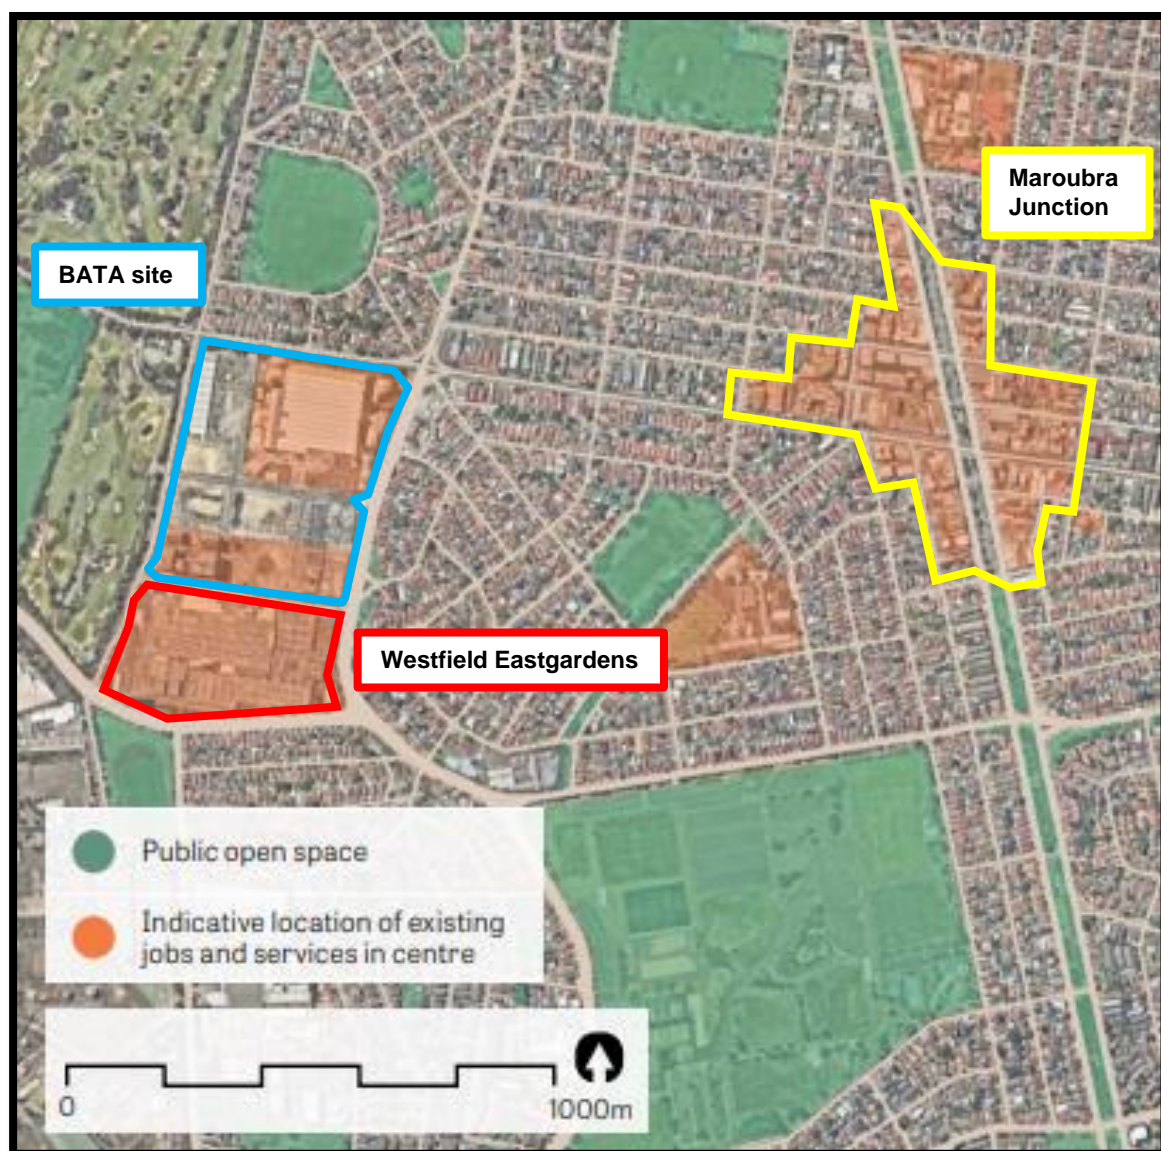 Maroubra
Junction
BATA site
Westfield Eastgardens
Public open space
Indicative location of existing
jobs and services in centre
0
1000m